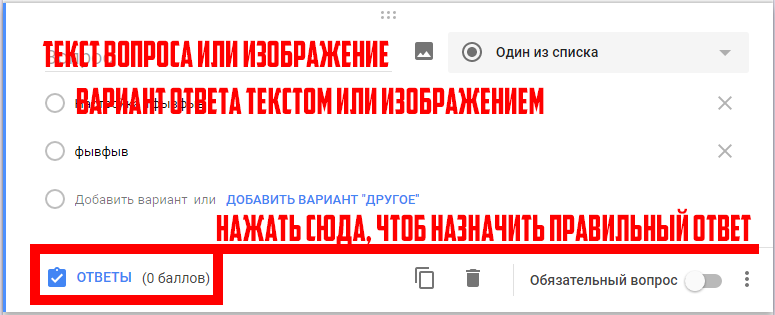 ТЕКСТ ВОПРОСА ИЛИ ИЗОБРАЖЕНИЕ
Один из списка
ВАРИАНТ ОТВЕТА ТЕКСТОМ ИЛИ ИЗОБРАЖЕНИЕМ
фывфыв
Добавить вариант или ДОБАВИТЬ ВАРИАНТ "ДРУГОЕ"
НАЖАТЬ СЮДА, ЧТОБ НАЗНАЧИТЬ ПРАВИЛЬНЫЙ ОТВЕТ
ОТВЕТЫ (0 баллов)
Обязательный вопрос